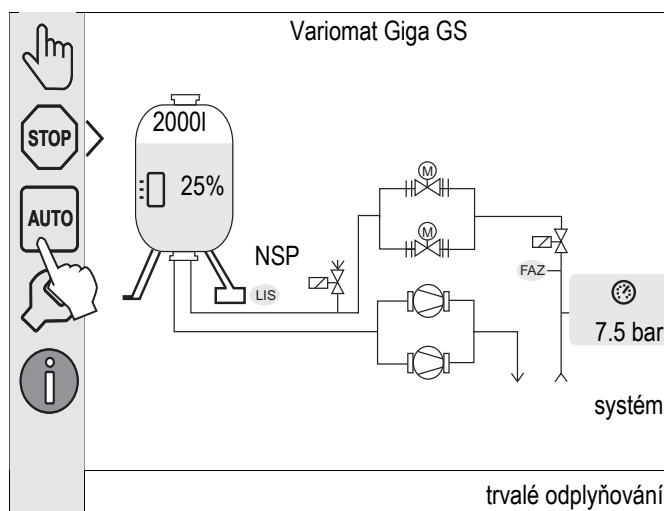 Variomat Giga GS
STOP
2000l
25%
AUTO
M
M
NSP
LIS
FAZ
7.5 bar
systém
trvalé odplyňování